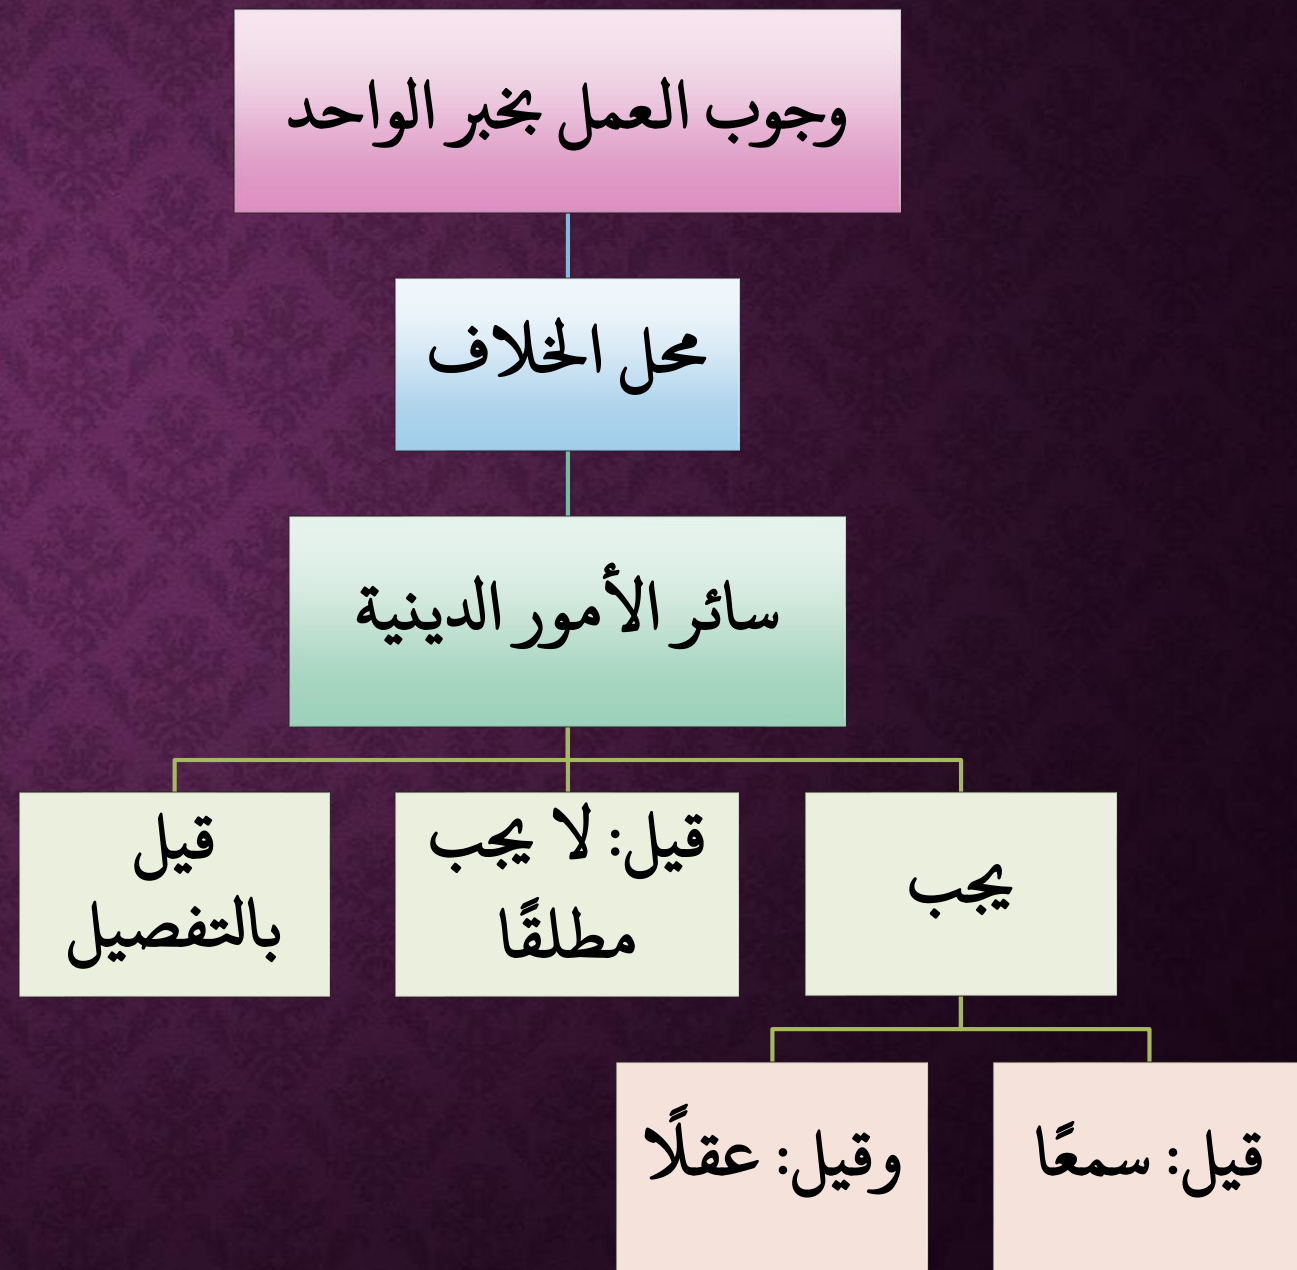 وجوب العمل بخبر الواحد
محل الخلاف
سائر الأمور الدينية
يجب
قيل: لا يجب
مطلقًا
قيل
بالتفصيل
قيل: سمعًا
وقيل: عقلًا